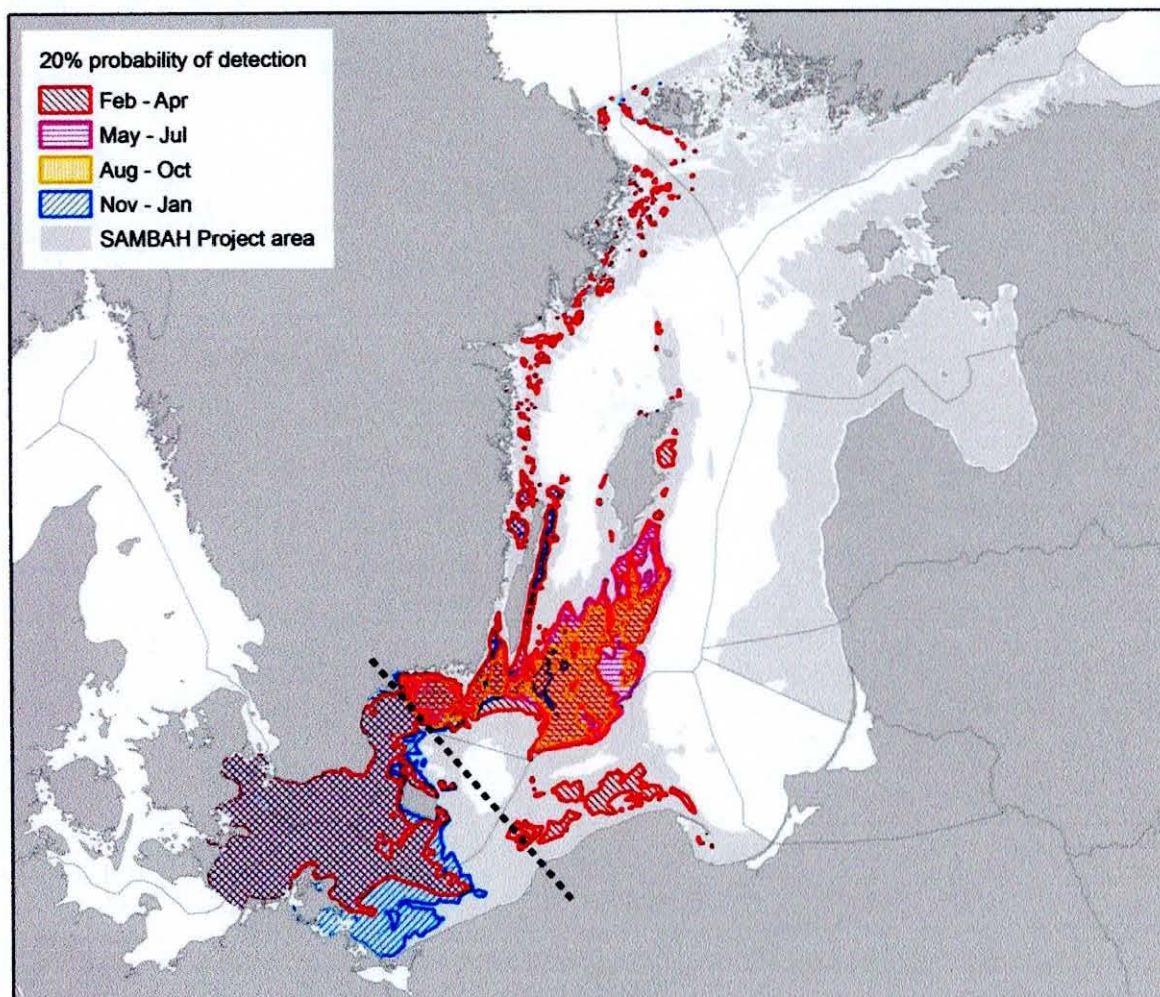 20% probability of detection
Feb - Apr
May - Jul
Aug - Oct
Nov - Jan
SAMBAH Project area